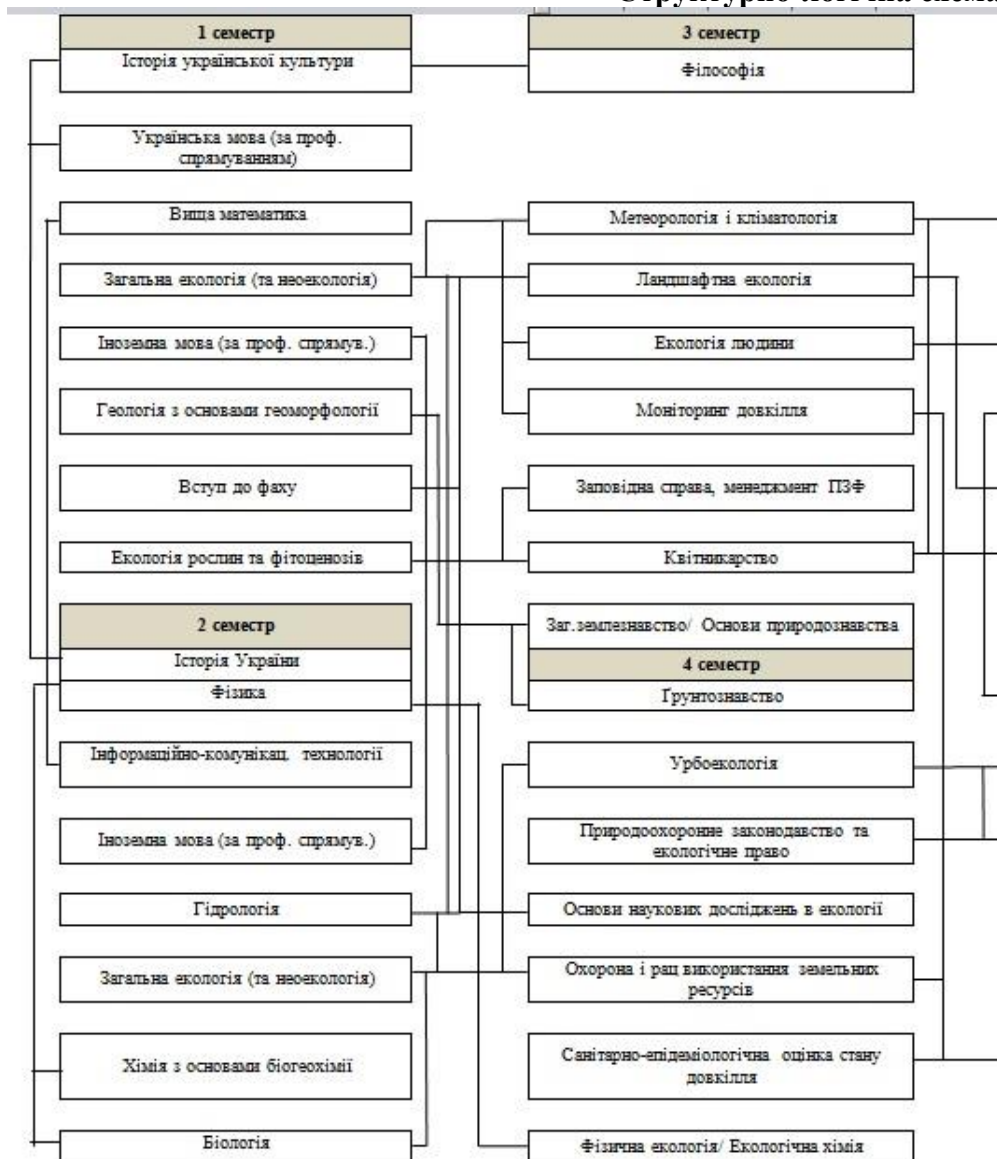 Структурно-логічна схема
1 семестр
Історія української культури
Українська мова (за проф.
спрямуванням)
Вища математика
Загальна екологія (та неоекологія)
Іноземна мова (за проф. спрямув.)
Геологія з основами геоморфології
Вступ до фаху
Екологія рослин та фітоценозів
2 семестр
Історія України
Фізика
Інформаційно-комунікац. технології
Іноземна мова (за проф. спрямув.)
Гідрологія
Загальна екологія (та неоекологія)
Хімія з основами біогеохімії
Біологія
3 семестр
Філософія
Метеорологія і кліматологія
Ландшафтна екологія
Екологія людини
Моніторинг довкілля
Заповідна справа, менеджмент ПЗФ
Квітникарство
Заг.землезнавство/ Основи природознавства
4 семестр
Ґрунтознавство
Урбоекологія
Природоохоронне законодавство та
екологічне право
Основи наукових досліджень в екології
Охорона і рац використання земельних
ресурсів
Санітарно-епідеміологічна оцінка стану
довкілля
Фізична екологія/ Екологічна хімія